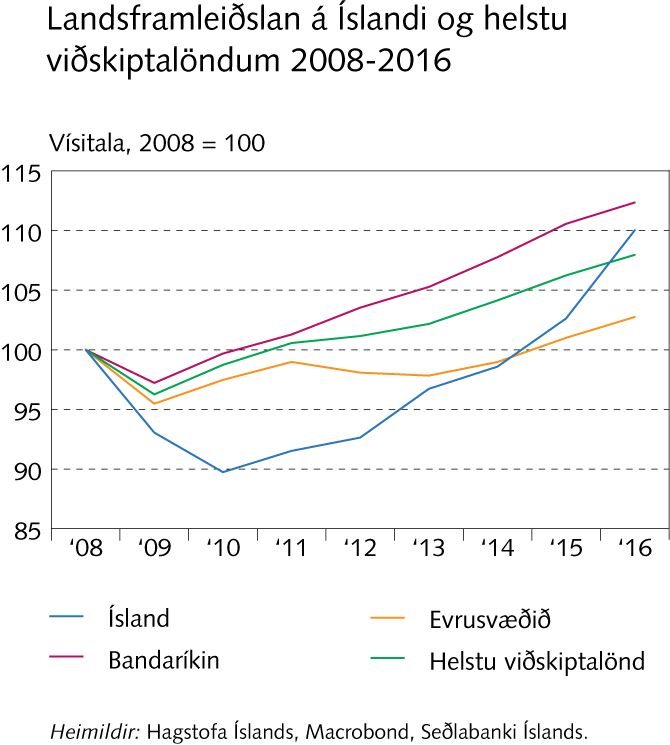 Landsframleiðslan á Íslandi og helstu
viðskiptalöndum 2008-2016
Vísitala, 2008 = 100
115
110
105
100
95
90
85
‘08 ‘09 ‘10 ‘11 ‘12 ‘13 ‘14 ‘15 ‘16
Ísland
Bandaríkin
Evrusvæðið
Helstu viðskiptalönd
Heimildir: Hagstofa Íslands, Macrobond, Seðlabanki Íslands.